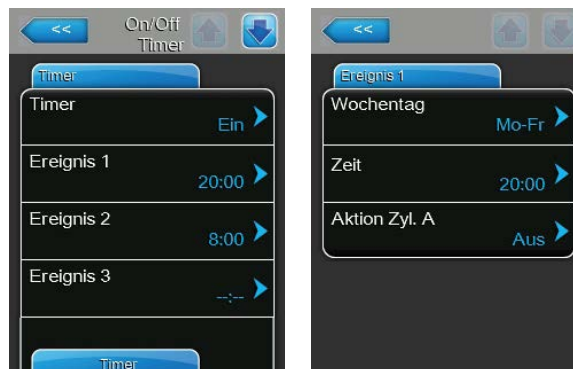 <<
On/Off
Timer
Timer
Timer
Ein
Ereignis 1
20:00
Ereignis 2
8:00
Ereignis 3
--:--
Timer
<<
Ereignis 1
Wochentag
Mo-Fr
Zeit
20:00
Aktion Zyl. A
Aus